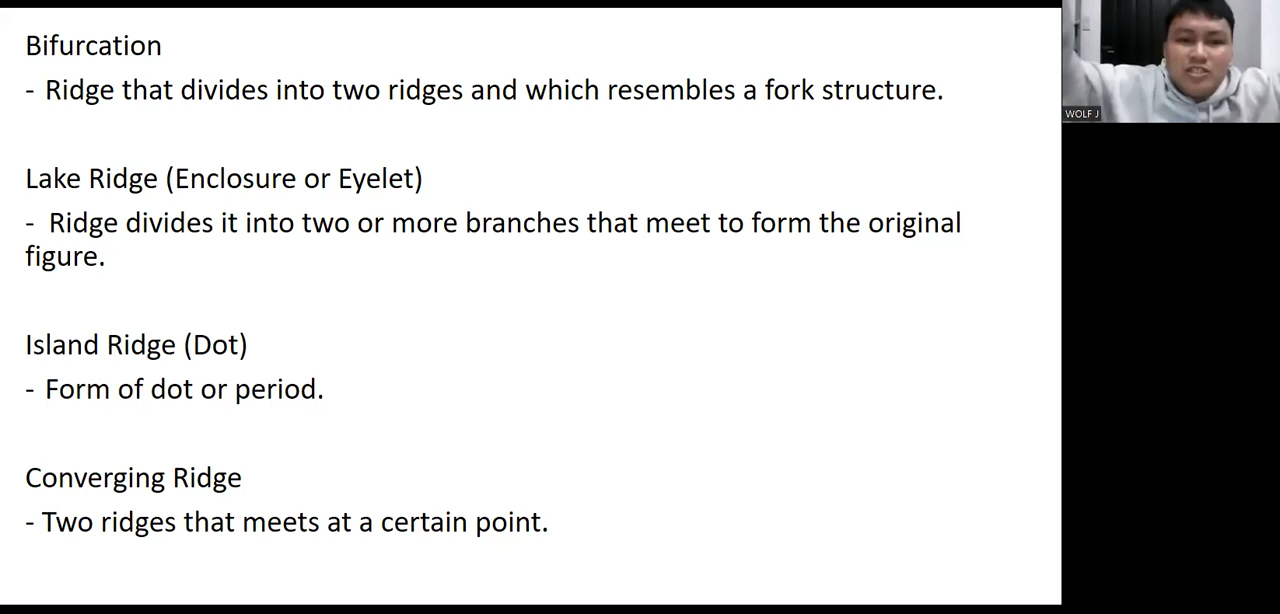 Bifurcation
- Ridge that divides into two ridges and which resembles a fork structure.
Lake Ridge (Enclosure or Eyelet)
- Ridge divides it into two or more branches that meet to form the original
figure.
Island Ridge (Dot)
- Form of dot or period.
Converging Ridge
- Two ridges that meets at a certain point.
WOLF J